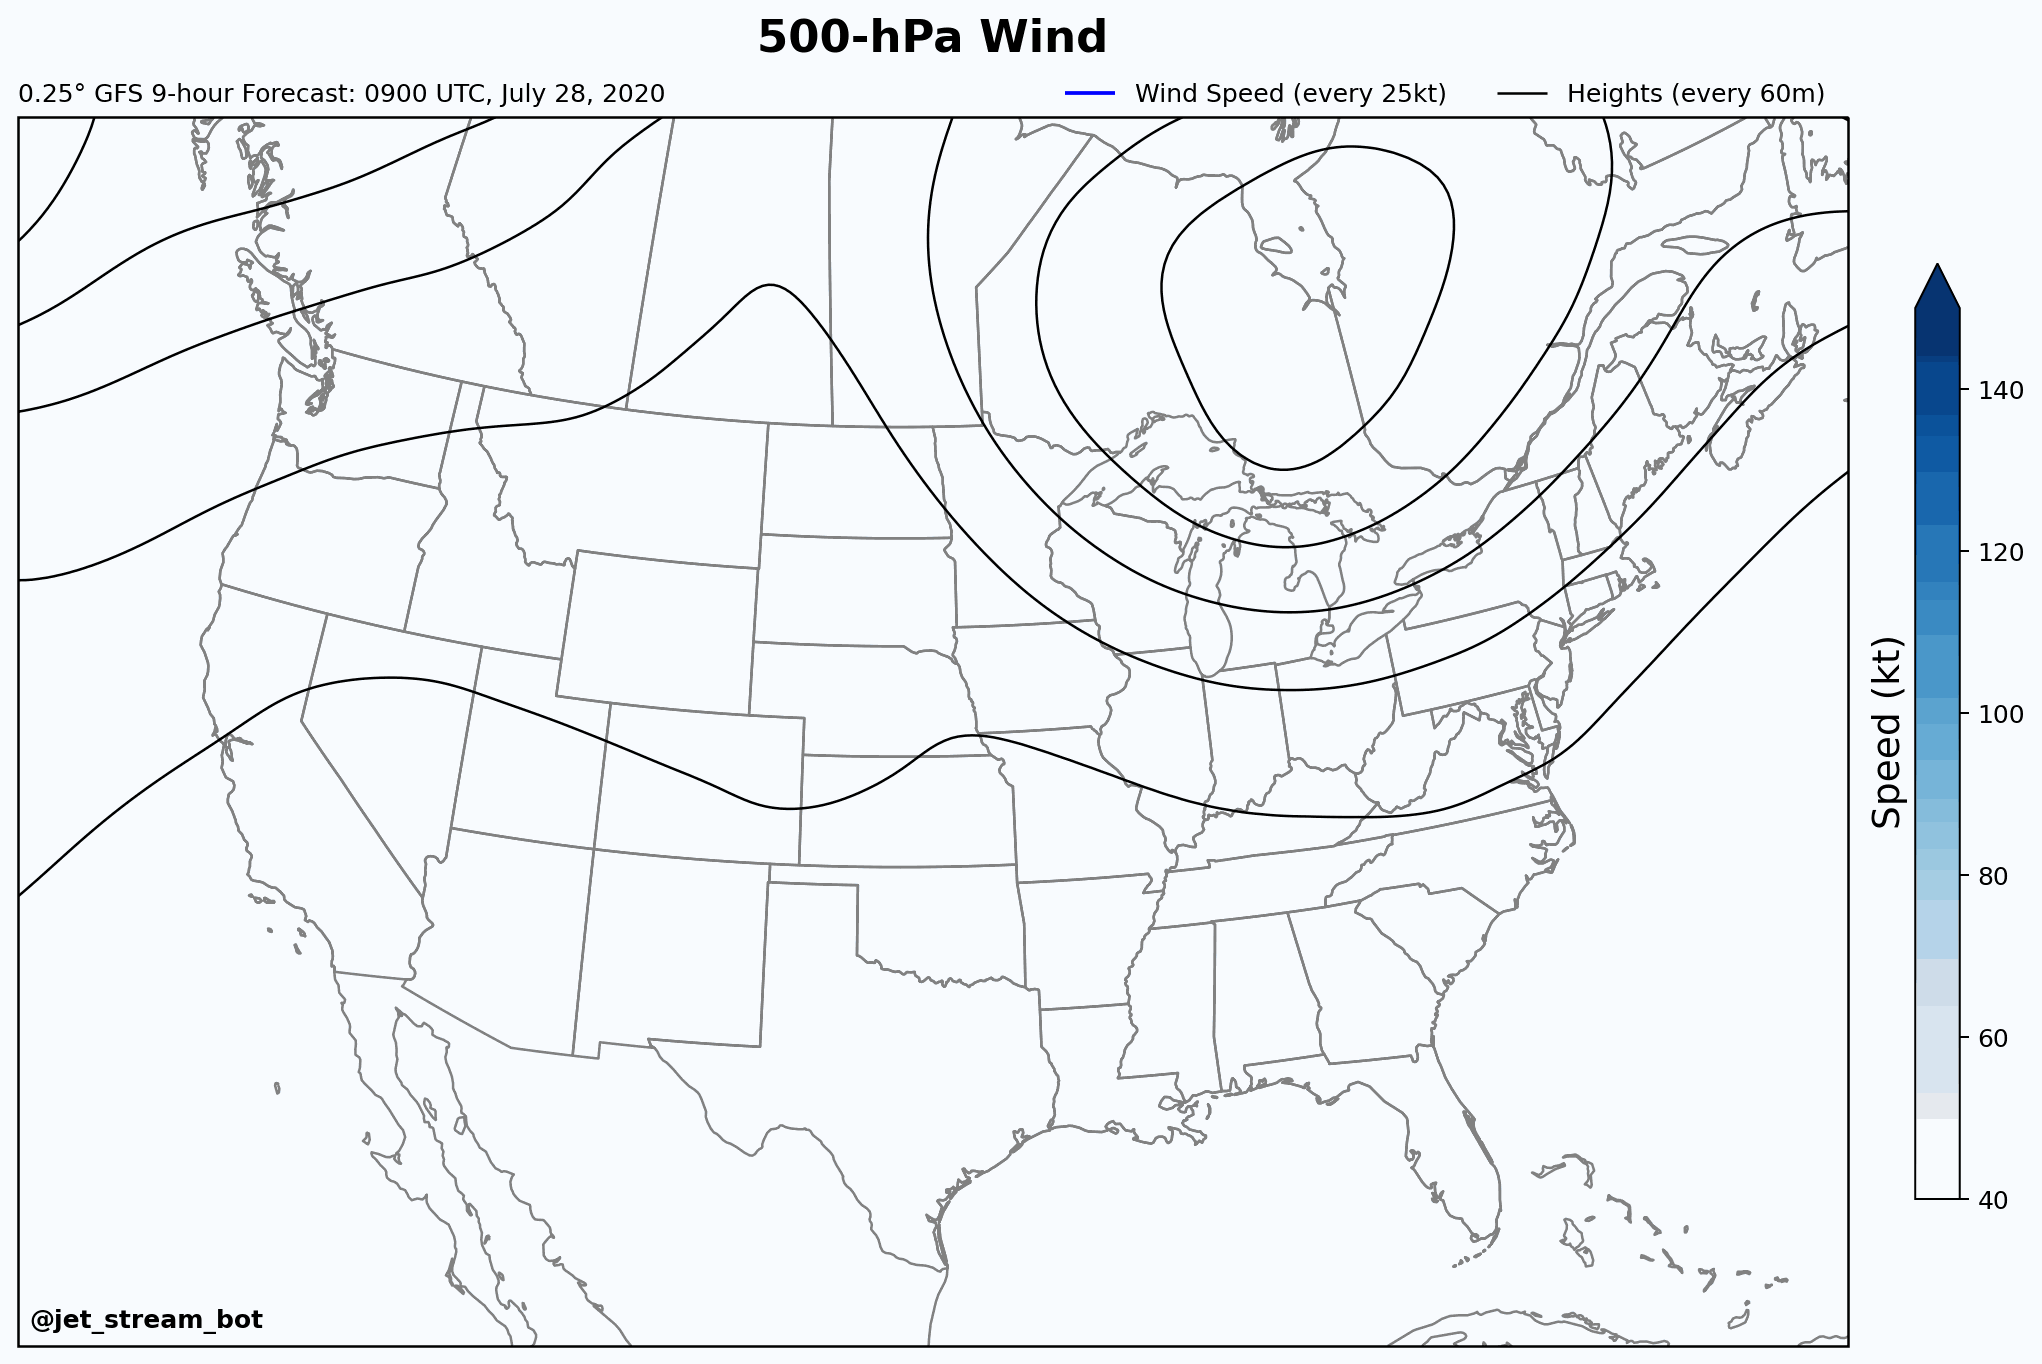 500-hPa Wind
0.25° GFS 9-hour Forecast: 0900 UTC, July 28, 2020
Wind Speed (every 25kt)
Heights (every 60m)
140
120
100
80
60
40
Speed (kt)
@jet_stream_bot